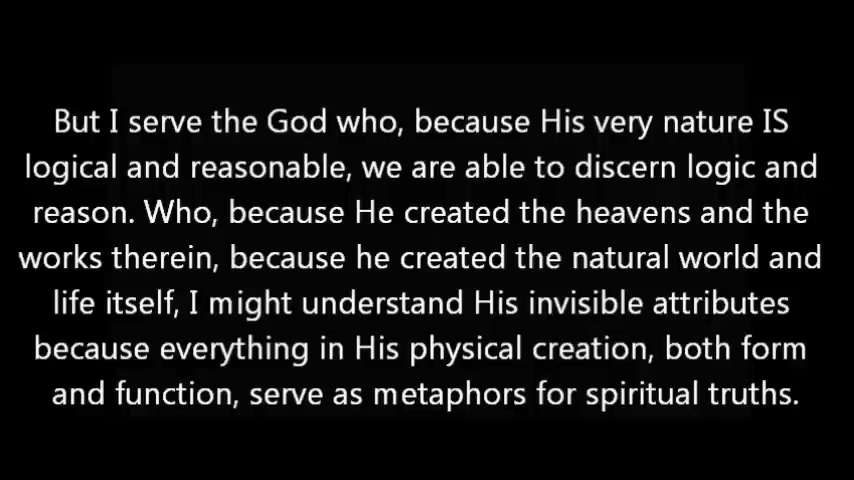 But I serve the God who, because His very nature IS
logical and reasonable, we are able to discern logic and
reason. Who, because He created the heavens and the
works therein, because he created the natural world and
life itself, I might understand His invisible attributes
because everything in His physical creation, both form
and function, serve as metaphors for spiritual truths.